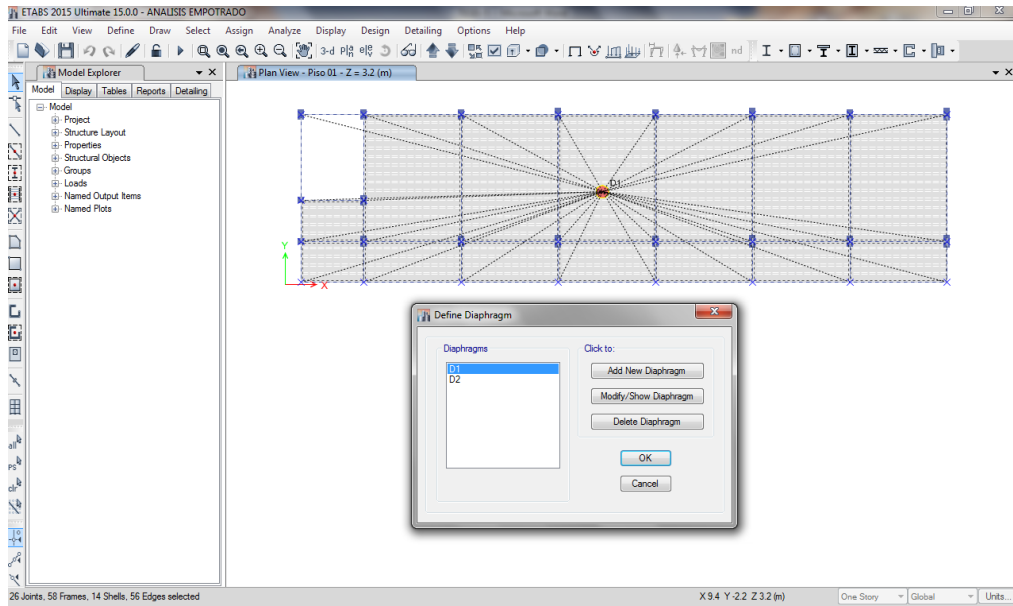 ETABS 2015 Ultimate 15.0.0 - ANALISIS EMPOTRADO
File Edit View Define Draw Select Assign Analyze Display Design Detailing Options Help
3-d nd
Model Explorer
Plan View - Piso 01 - Z = 3.2 (m)
Model Display Tables Reports Detailing
Model
Project
Structure Layout
Properties
Structural Objects
Groups
Loads
Named Output Items
Named Plots
D1
Y
X
Define Diaphragm
Diaphragms
Click to:
D1
D2
Add New Diaphragm
Modify/Show Diaphragm
Delete Diaphragm
OK
Cancel
all
PS
clr
26 Joints, 58 Frames, 14 Shells, 56 Edges selected
X 9.4 Y -2.2 Z 3.2 (m)
One Story
Global
Units...